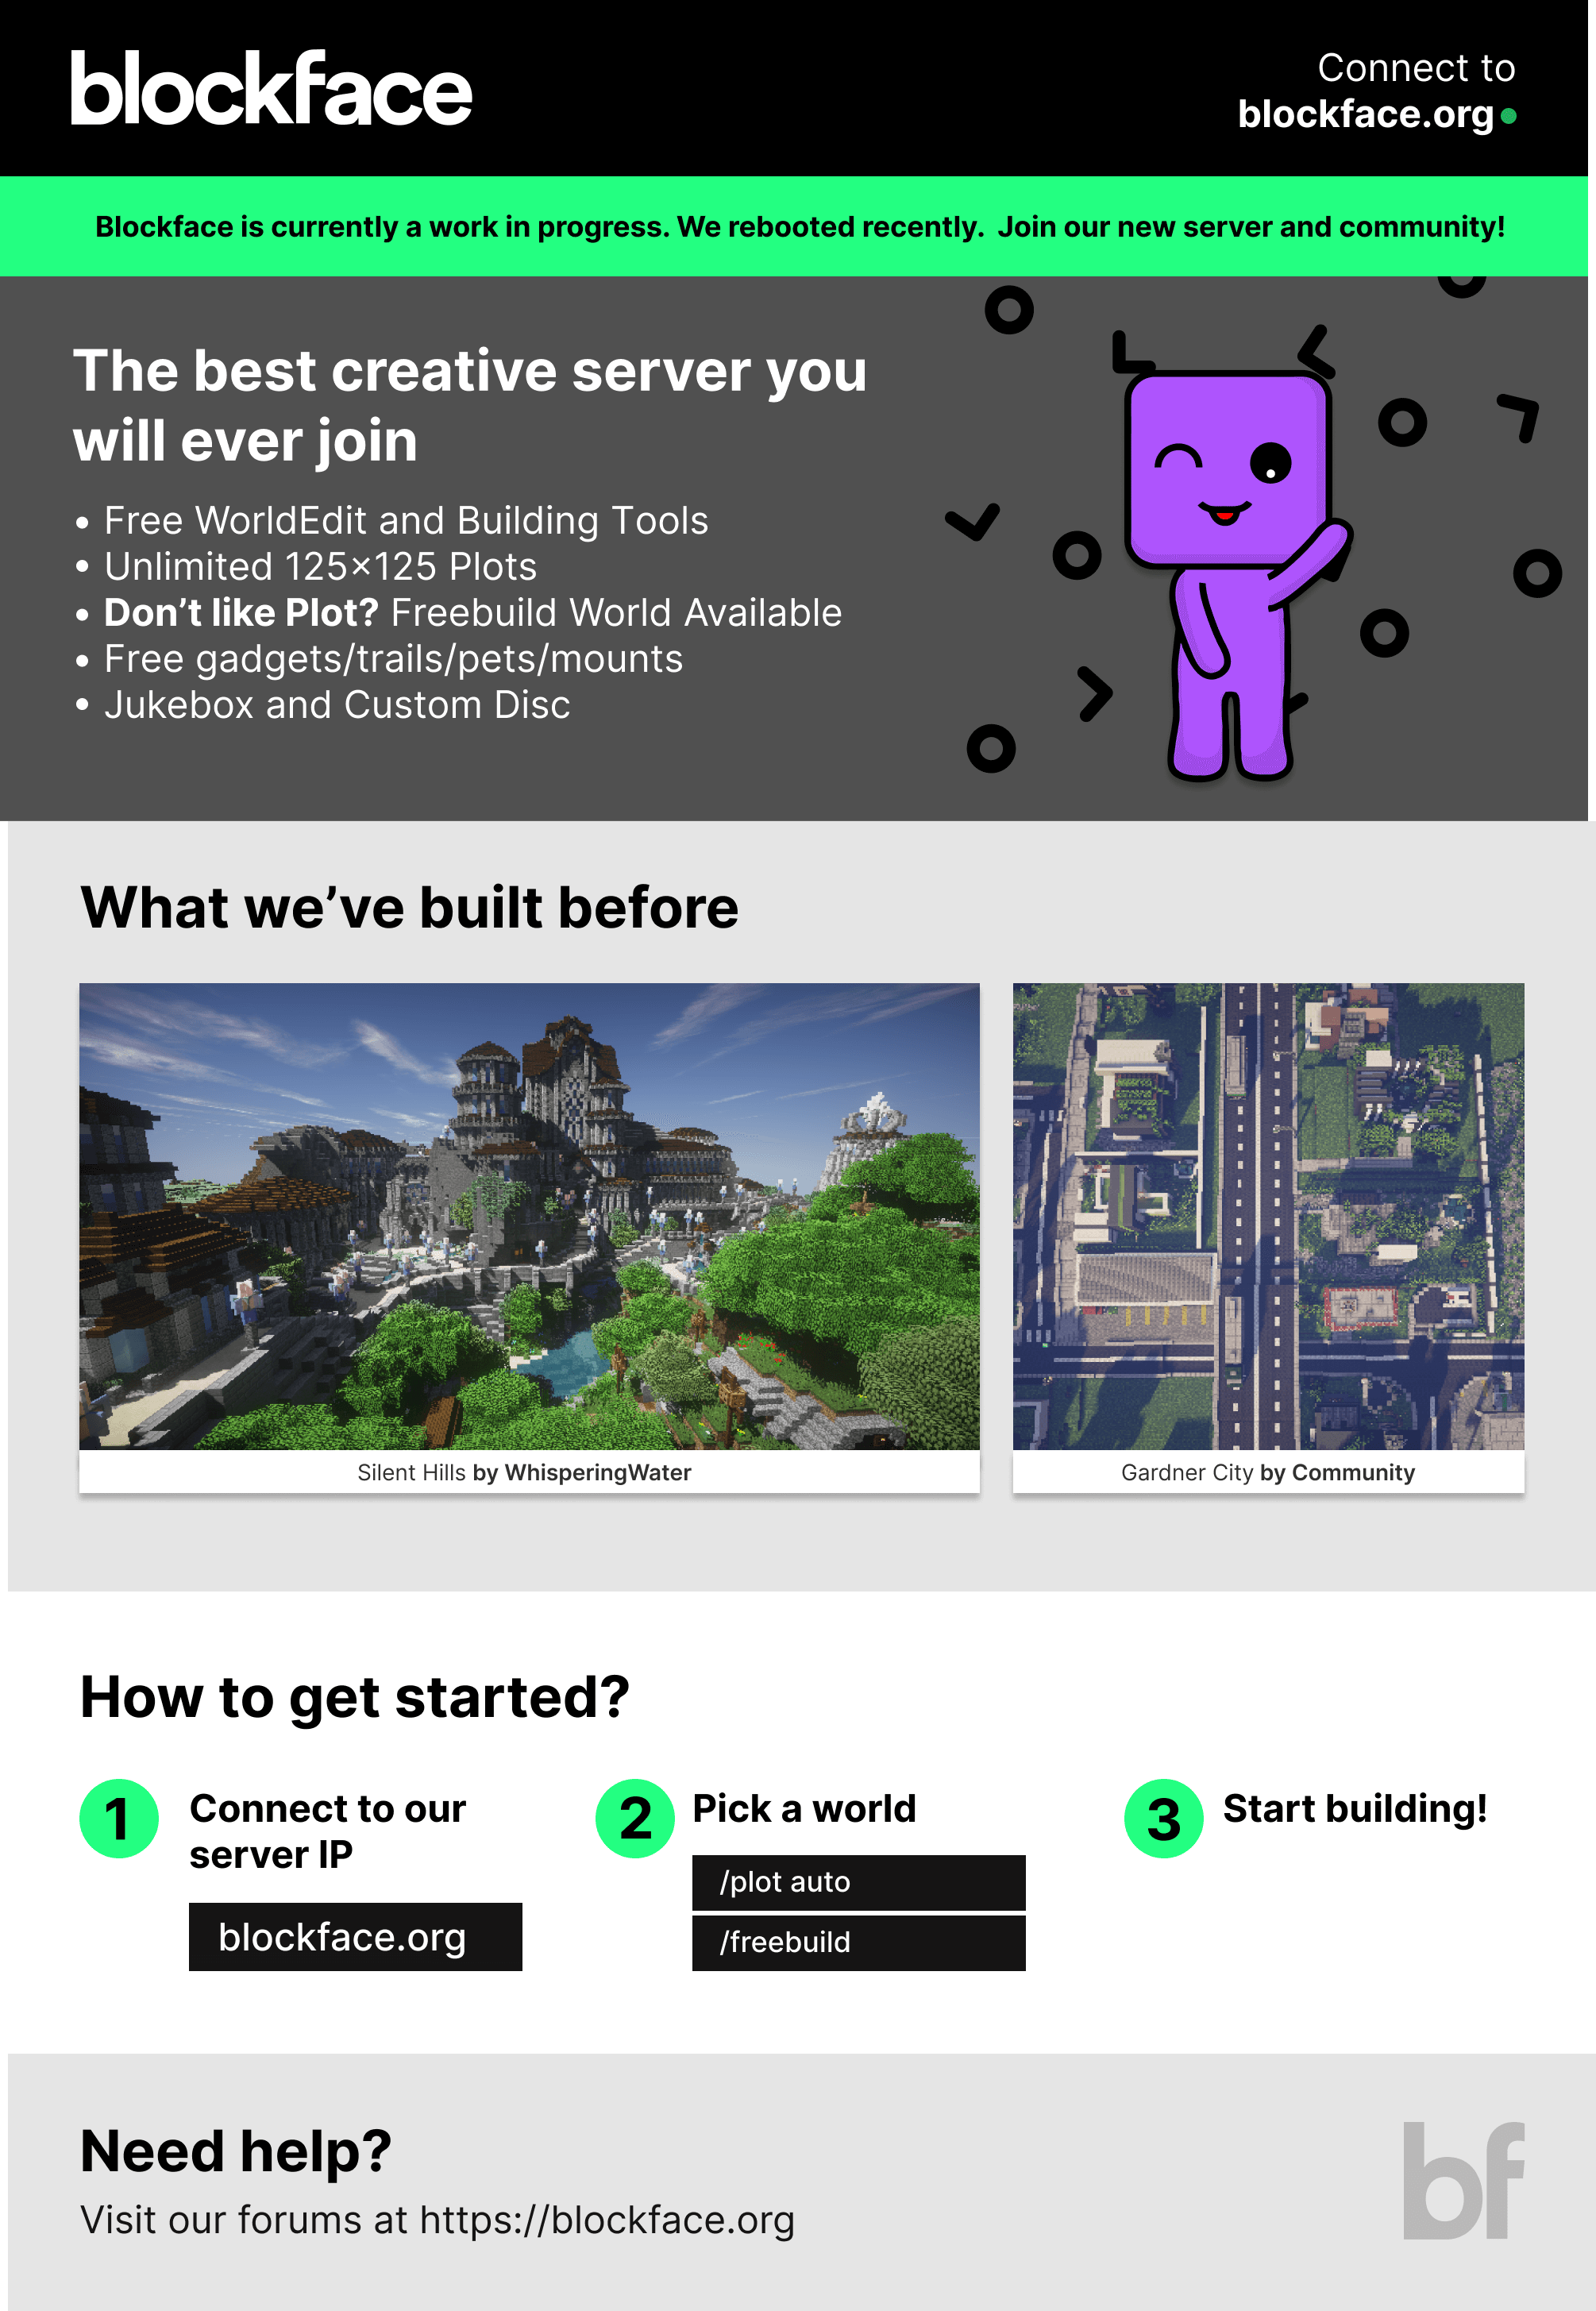 blockface
Connect to
blockface.org
Blockface is currently a work in progress. We rebooted recently.  Join our new server and community!
The best creative server you
will ever join
• Free WorldEdit and Building Tools
• Unlimited 125×125 Plots
• Don’t like Plot? Freebuild World Available
• Free gadgets/trails/pets/mounts
• Jukebox and Custom Disc
What we’ve built before
Silent Hills by WhisperingWater
Gardner City by Community
How to get started?
1
Connect to our
server IP
blockface.org
2
Pick a world
/plot auto
/freebuild
3
Start building!
Need help?
Visit our forums at https://blockface.org
bf